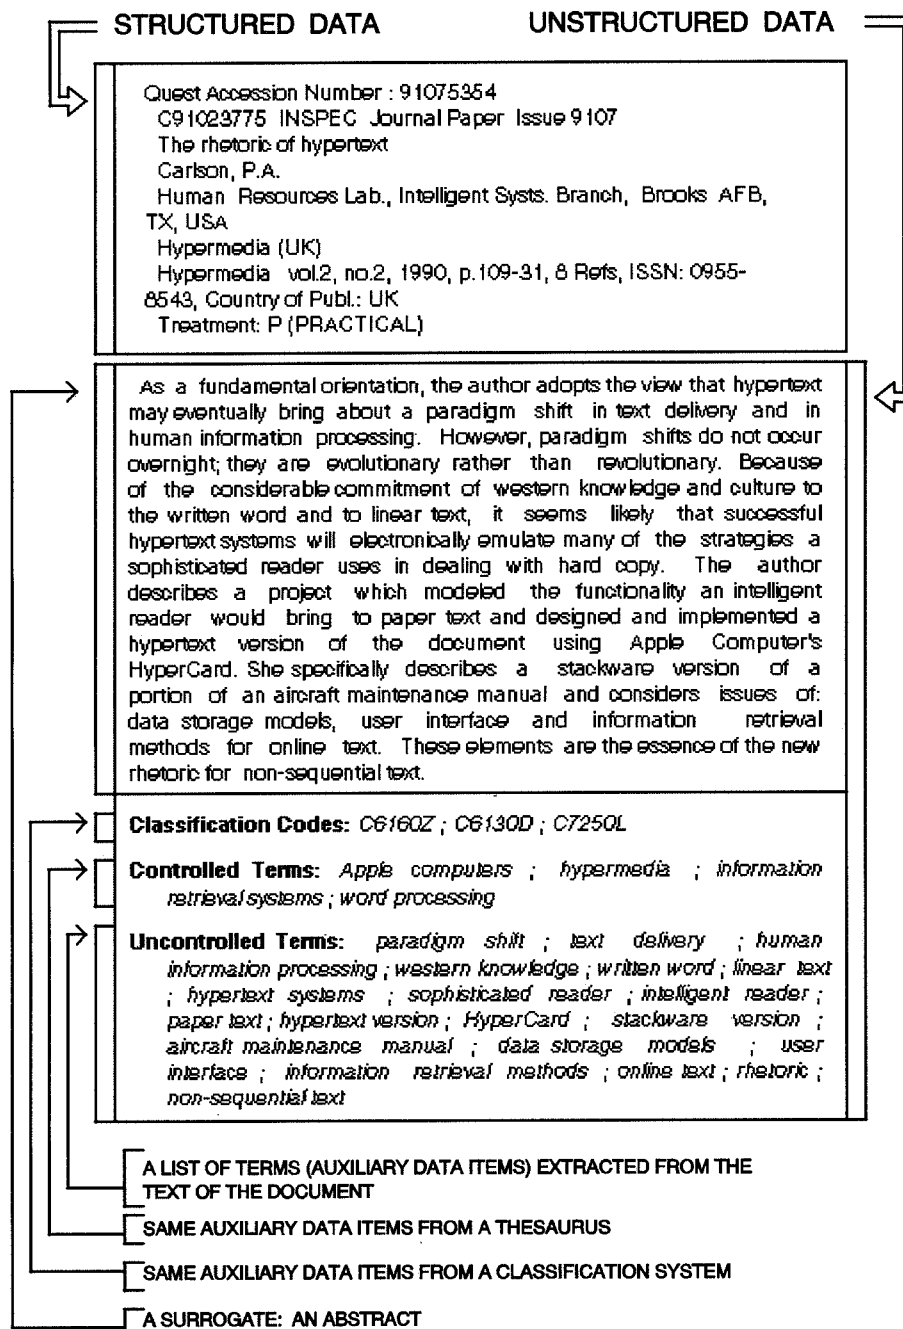 STRUCTURED DATA UNSTRUCTURED DATA
Quest Accession Number : 91075354
C91023775 INSPEC Journal Paper Issue 9107
The rhetoric of hypertext
Carlson, P.A.
Human Resources Lab., Intelligent Systs. Branch, Brooks AFB,
TX, USA
Hypermedia (UK)
Hypermedia vol.2, no.2, 1990, p.109-31, 8 Refs, ISSN: 0955-
8543, Country of Publ.: UK
Treatment: P (PRACTICAL)
As a fundamental orientation, the author adopts the view that hypertext
may eventually bring about a paradigm shift in text delivery and in
human information processing. However, paradigm shifts do not occur
overnight; they are evolutionary rather than revolutionary. Because
of the considerable commitment of western knowledge and culture to
the written word and to linear text, it seems likely that successful
hypertext systems will electronically emulate many of the strategies a
sophisticated reader uses in dealing with hard copy. The author
describes a project which modeled the functionality an intelligent
reader would bring to paper text and designed and implemented a
hypertext version of the document using Apple Computer's
HyperCard. She specifically describes a stackware version of a
portion of an aircraft maintenance manual and considers issues of:
data storage models, user interface and information retrieval
methods for online text. These elements are the essence of the new
rhetoric for non-sequential text.
Classification Codes: C6160Z ; C6130D ; C7250L
Controlled Terms: Apple computers ; hypermedia ; information
retrieval systems ; word processing
Uncontrolled Terms: paradigm shift ; text delivery ; human
information processing ; western knowledge ; written word ; linear text
; hypertext systems ; sophisticated reader ; intelligent reader ;
paper text ; hypertext version ; HyperCard ; stackware version ;
aircraft maintenance manual ; data storage models ; user
interface ; information retrieval methods ; online text ; rhetoric ;
non-sequential text
A LIST OF TERMS (AUXILIARY DATA ITEMS) EXTRACTED FROM THE
TEXT OF THE DOCUMENT
SAME AUXILIARY DATA ITEMS FROM A THESAURUS
SAME AUXILIARY DATA ITEMS FROM A CLASSIFICATION SYSTEM
A SURROGATE: AN ABSTRACT